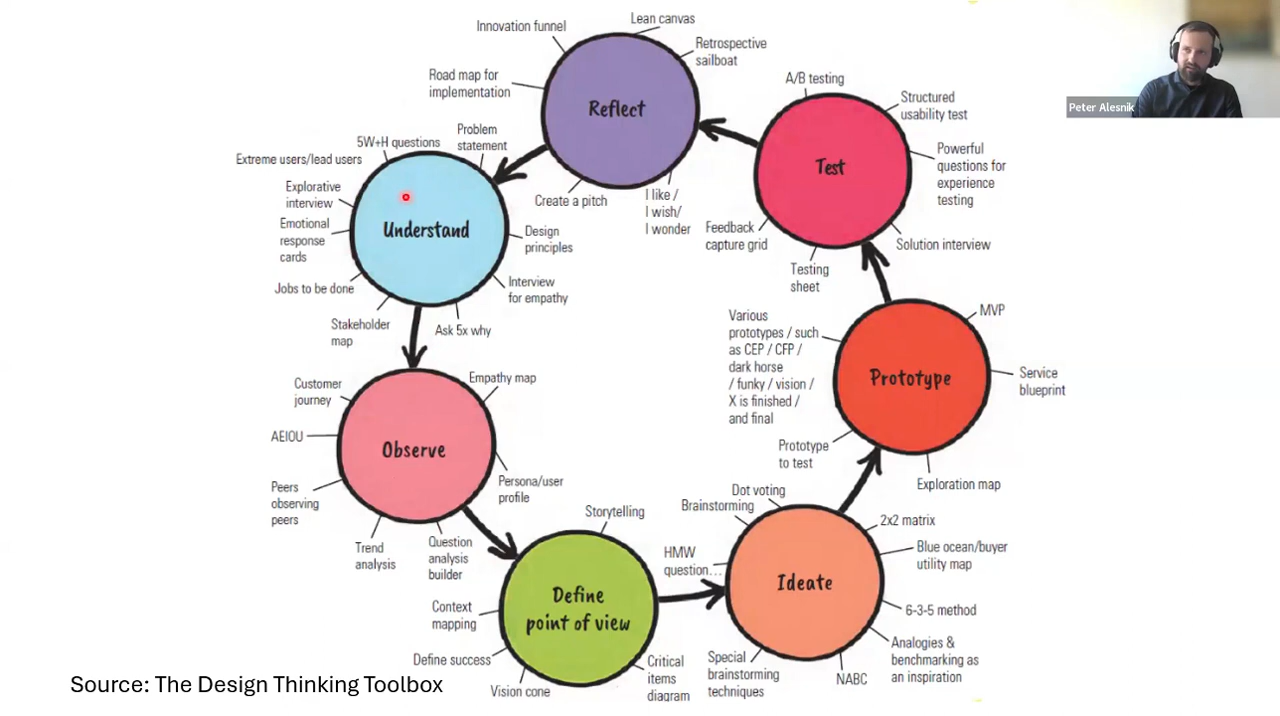 Innovation funnel
Lean canvas
Retrospective
sailboat
Road map for
implementation
Reflect
Create a pitch
I like /
I wish/
I wonder
A/B testing
Structured
usability test
Powerful
questions for
experience
testing
Test
Solution interview
Feedback
capture grid
Testing
sheet
Peter Alesnik
5W+H questions
Problem
statement
Extreme users/lead users
Explorative
interview
Emotional
response
cards
Understand
Design
principles
Jobs to be done
Interview
for empathy
Stakeholder
map
Ask 5x why
Various
prototypes / such
as CEP / CFP /
dark horse
/ funky / vision /
X is finished /
and final
MVP
Prototype
Service
blueprint
Prototype
to test
Exploration map
Customer
journey
Empathy map
AEIOU
Observe
Peers
observing
peers
Persona/user
profile
Trend
analysis
Question
analysis
builder
Storytelling
Define
point of view
Context
mapping
Define success
Vision cone
Critical
items
diagram
Dot voting
Brainstorming
HMW
question...
2x2 matrix
Blue ocean/buyer
utility map
Ideate
6-3-5 method
Analogies &
benchmarking as
an inspiration
Special
brainstorming
techniques
NABC
Source: The Design Thinking Toolbox